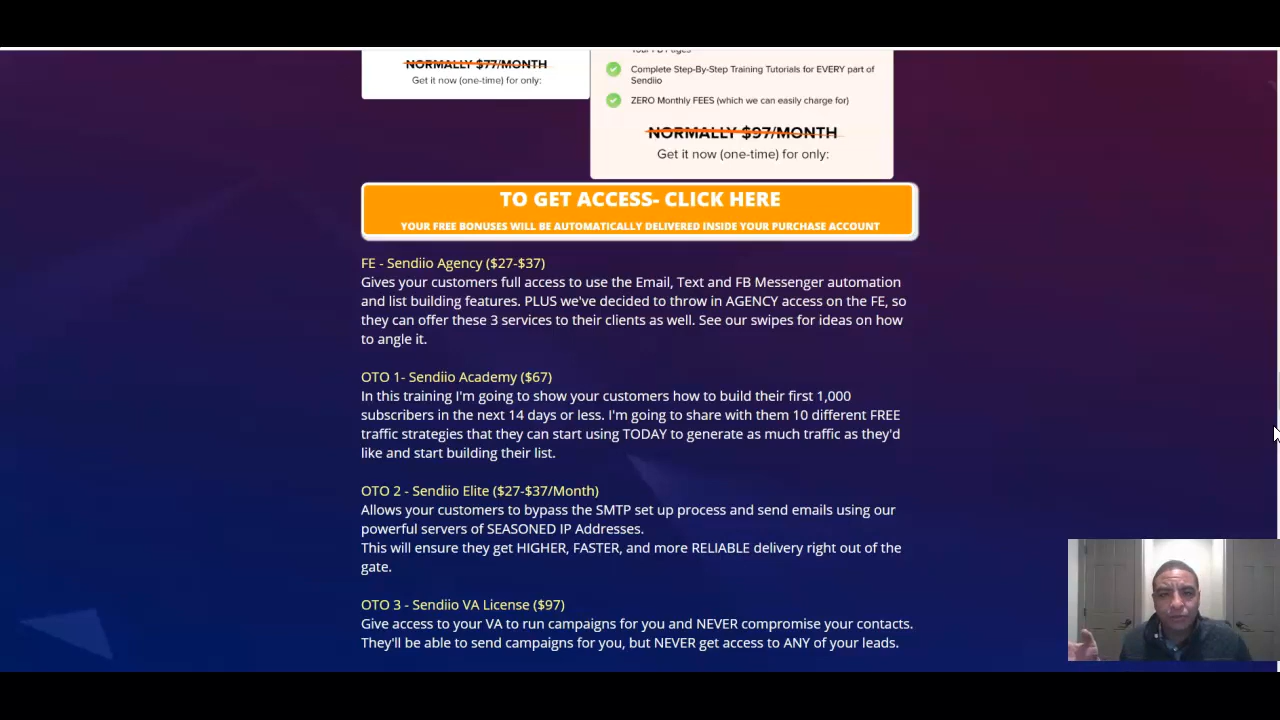 NORMALLY $77/MONTH
Get it now (one-time) for only:
Your FB Pages
Complete Step-By-Step Training Tutorials for EVERY part of
Sendiio
ZERO Monthly FEES (which we can easily charge for)
NORMALLY $97/MONTH
Get it now (one-time) for only:
TO GET ACCESS- CLICK HERE
YOUR FREE BONUSES WILL BE AUTOMATICALLY DELIVERED INSIDE YOUR PURCHASE ACCOUNT
FE - Sendiio Agency ($27-$37)
Gives your customers full access to use the Email, Text and FB Messenger automation
and list building features. PLUS we've decided to throw in AGENCY access on the FE, so
they can offer these 3 services to their clients as well. See our swipes for ideas on how
to angle it.
OTO 1- Sendiio Academy ($67)
In this training I'm going to show your customers how to build their first 1,000
subscribers in the next 14 days or less. I'm going to share with them 10 different FREE
traffic strategies that they can start using TODAY to generate as much traffic as they'd
like and start building their list.
OTO 2 - Sendiio Elite ($27-$37/Month)
Allows your customers to bypass the SMTP set up process and send emails using our
powerful servers of SEASONED IP Addresses.
This will ensure they get HIGHER, FASTER, and more RELIABLE delivery right out of the
gate.
OTO 3 - Sendiio VA License ($97)
Give access to your VA to run campaigns for you and NEVER compromise your contacts.
They'll be able to send campaigns for you, but NEVER get access to ANY of your leads.